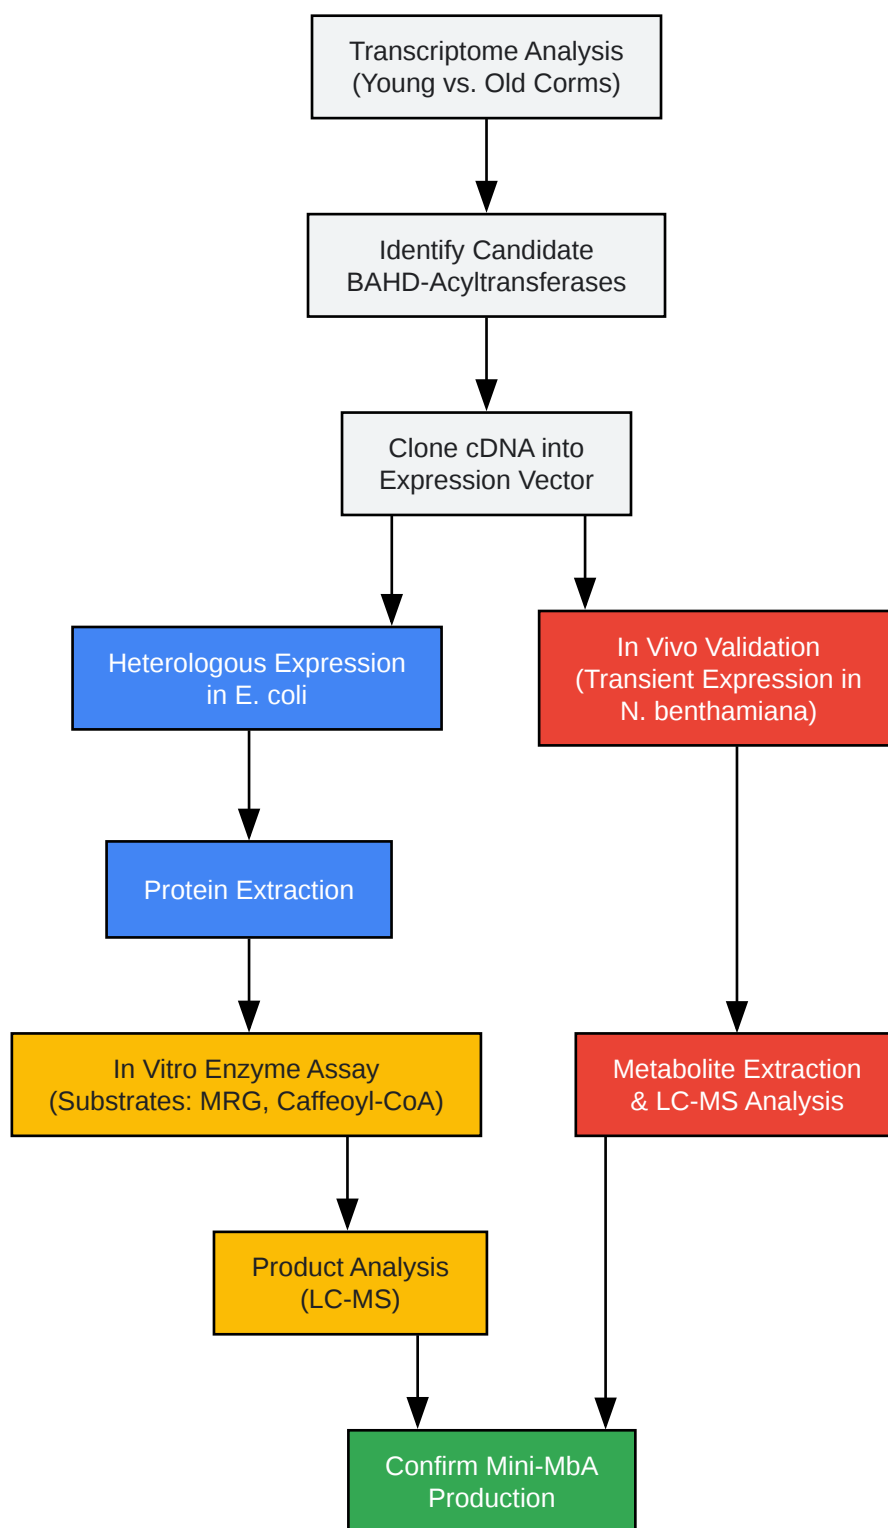 Transcriptome Analysis
(Young vs. Old Corms)
Identify Candidate
BAHD-Acyltransferases
Clone cDNA into
Expression Vector
Heterologous Expression
in E. coli
In Vivo Validation
(Transient Expression in
N. benthamiana)
Protein Extraction
In Vitro Enzyme Assay
(Substrates: MRG, Caffeoyl-CoA)
Metabolite Extraction
& LC-MS Analysis
Product Analysis
(LC-MS)
Confirm Mini-MbA
Production